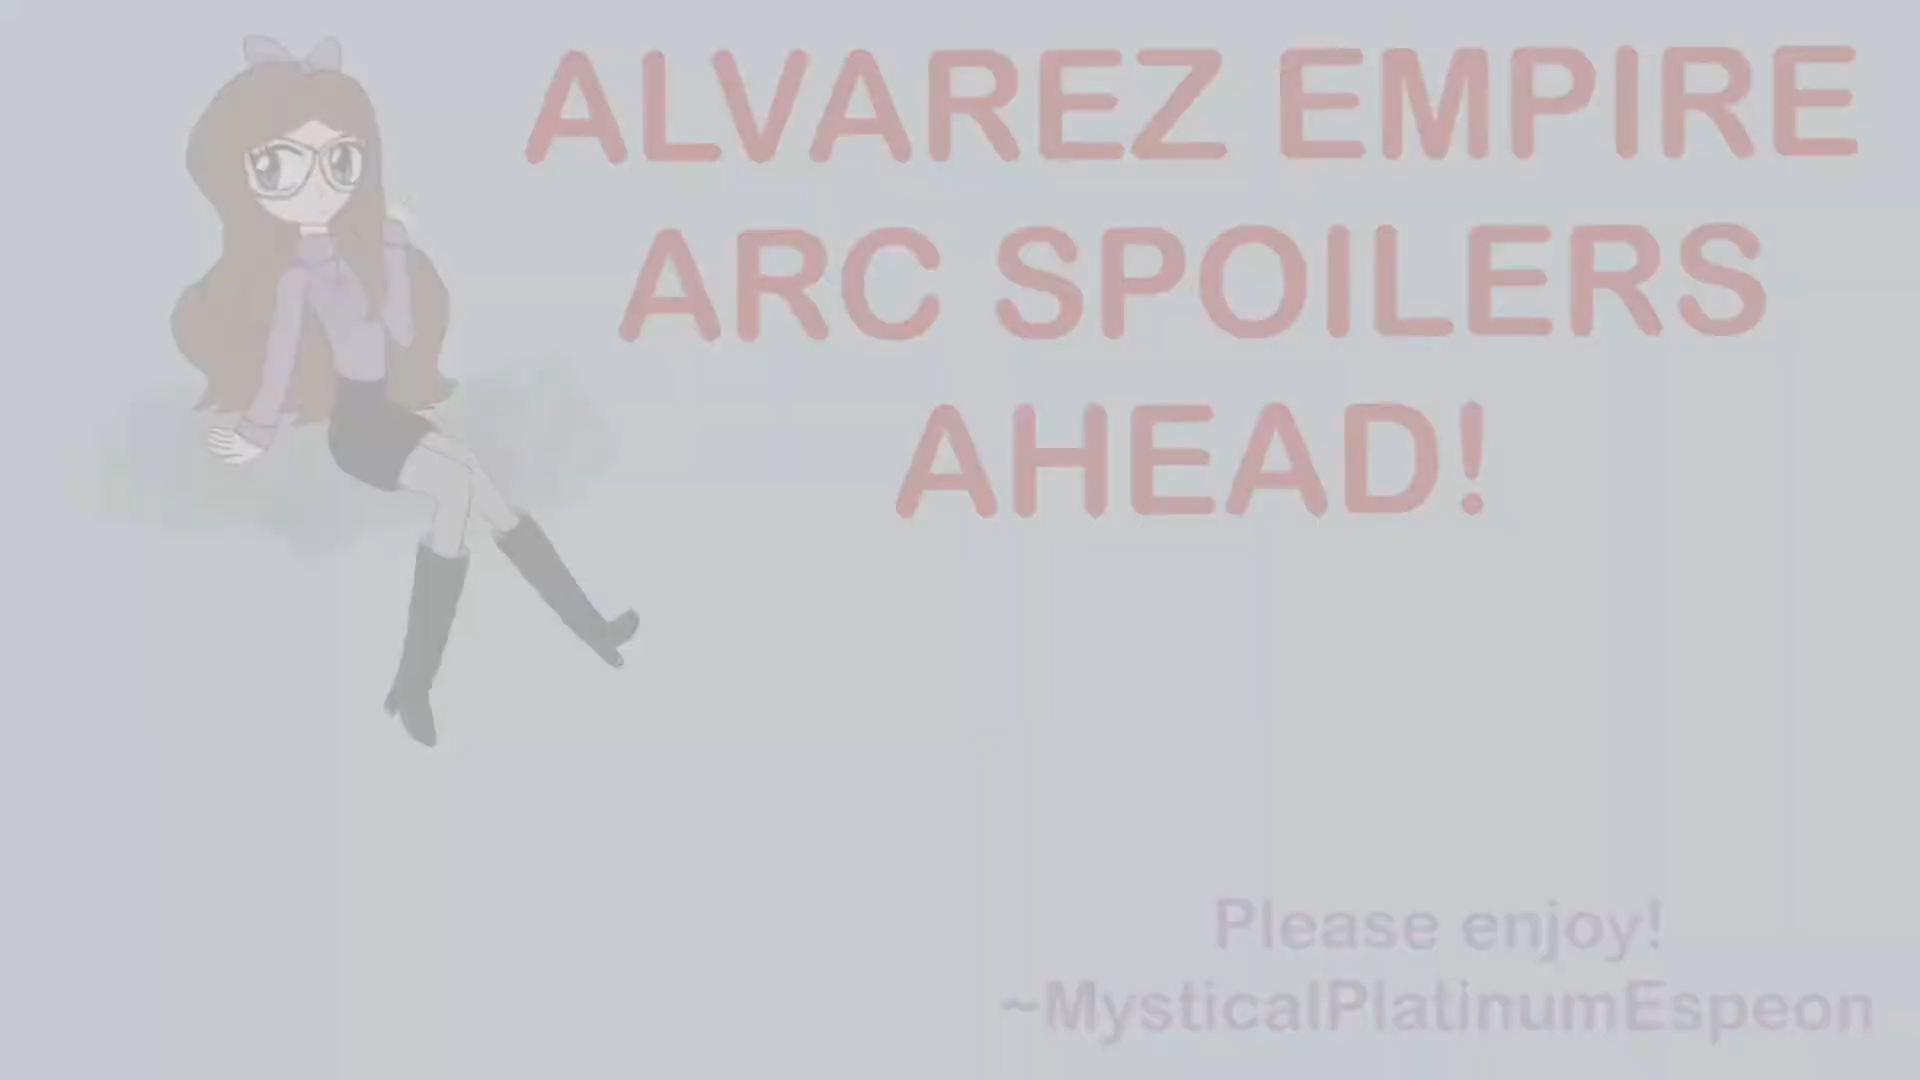 ALVAREZ EMPIRE
ARC SPOILERS
AHEAD!
Please enjoy!
~MysticalPlatinumEspeon